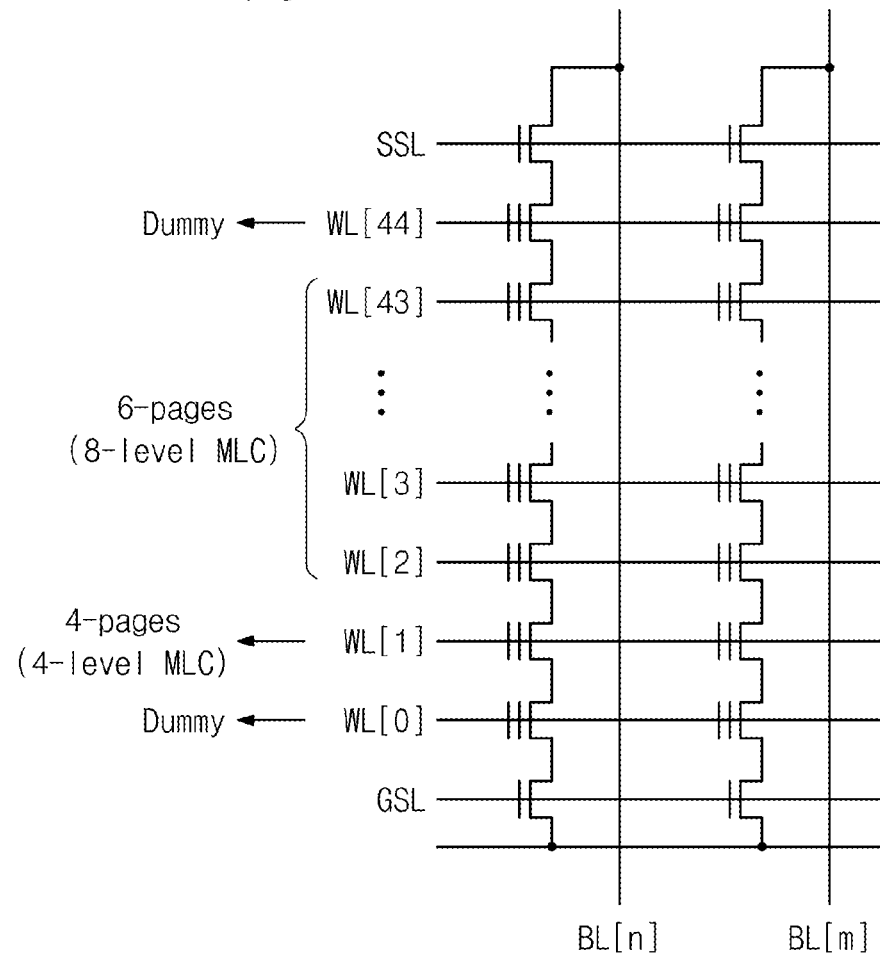 SSL
Dummy
WL[44]
WL[43]
6-pages
(8-level MLC)
WL[3]
WL[2]
4-pages
(4-level MLC)
WL[1]
Dummy
WL[0]
GSL
BL[n]
BL[m]